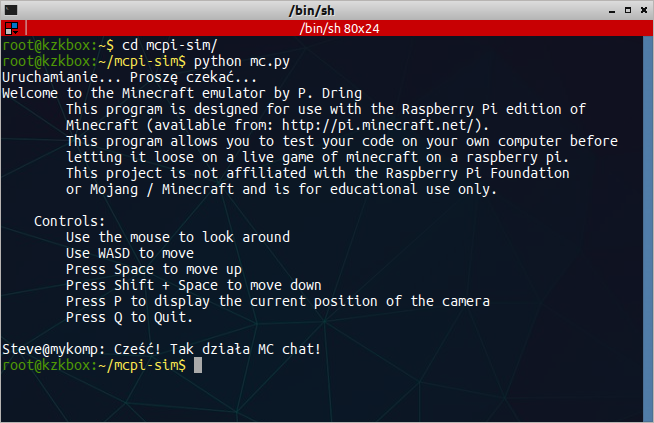 /bin/sh
/bin/sh 80x24
root@kzkbox:~$ cd mcpi-sim/
root@kzkbox:~/mcpi-sim$ python mc.py
Uruchamianie... Proszę czekać...
Welcome to the Minecraft emulator by P. Dring
This program is designed for use with the Raspberry Pi edition of
Minecraft (available from: http://pi.minecraft.net/).
This program allows you to test your code on your own computer before
letting it loose on a live game of minecraft on a raspberry pi.
This project is not affiliated with the Raspberry Pi Foundation
or Mojang / Minecraft and is for educational use only.
Controls:
Use the mouse to look around
Use WASD to move
Press Space to move up
Press Shift + Space to move down
Press P to display the current position of the camera
Press Q to Quit.
Steve@mykomp: Cześć! Tak działa MC chat!
root@kzkbox:~/mcpi-sim$